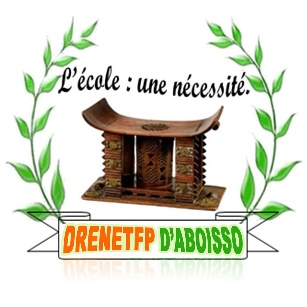 L'école : une nécessité.
DRENETFP D'ABOISSO